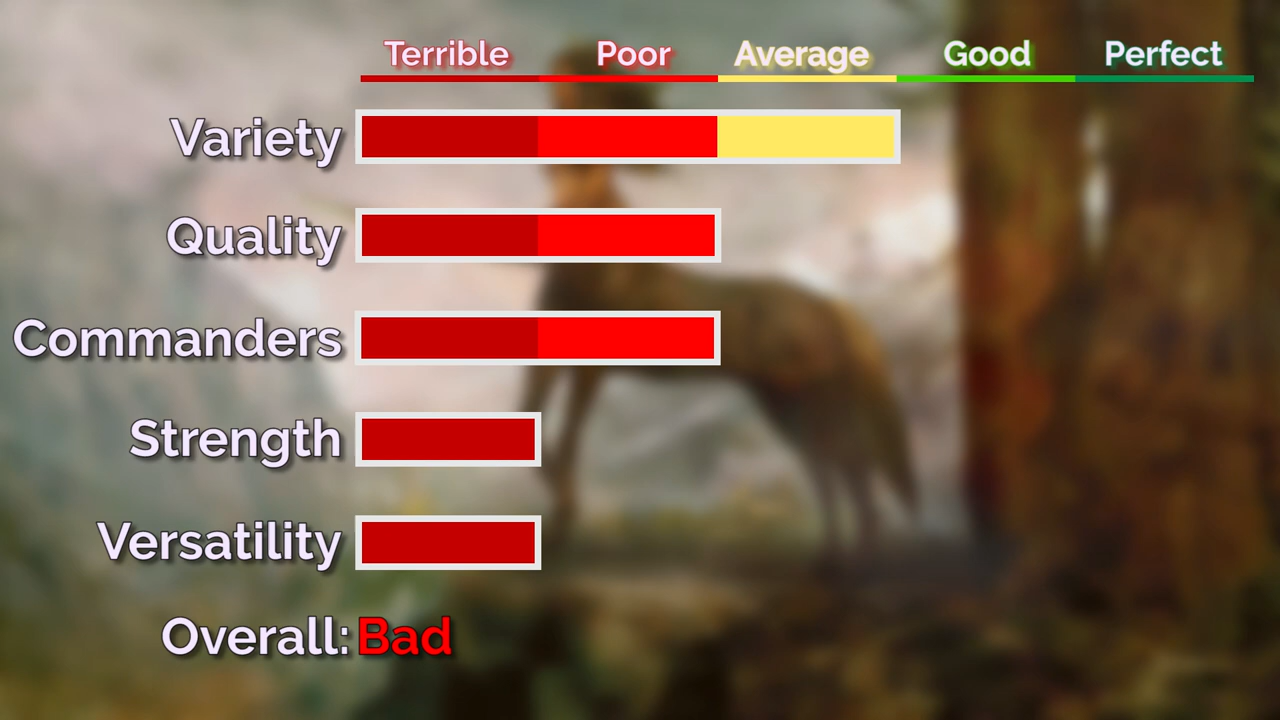 Terrible Poor Average Good Perfect
Variety
Quality
Commanders
Strength
Versatility
Overall: Bad